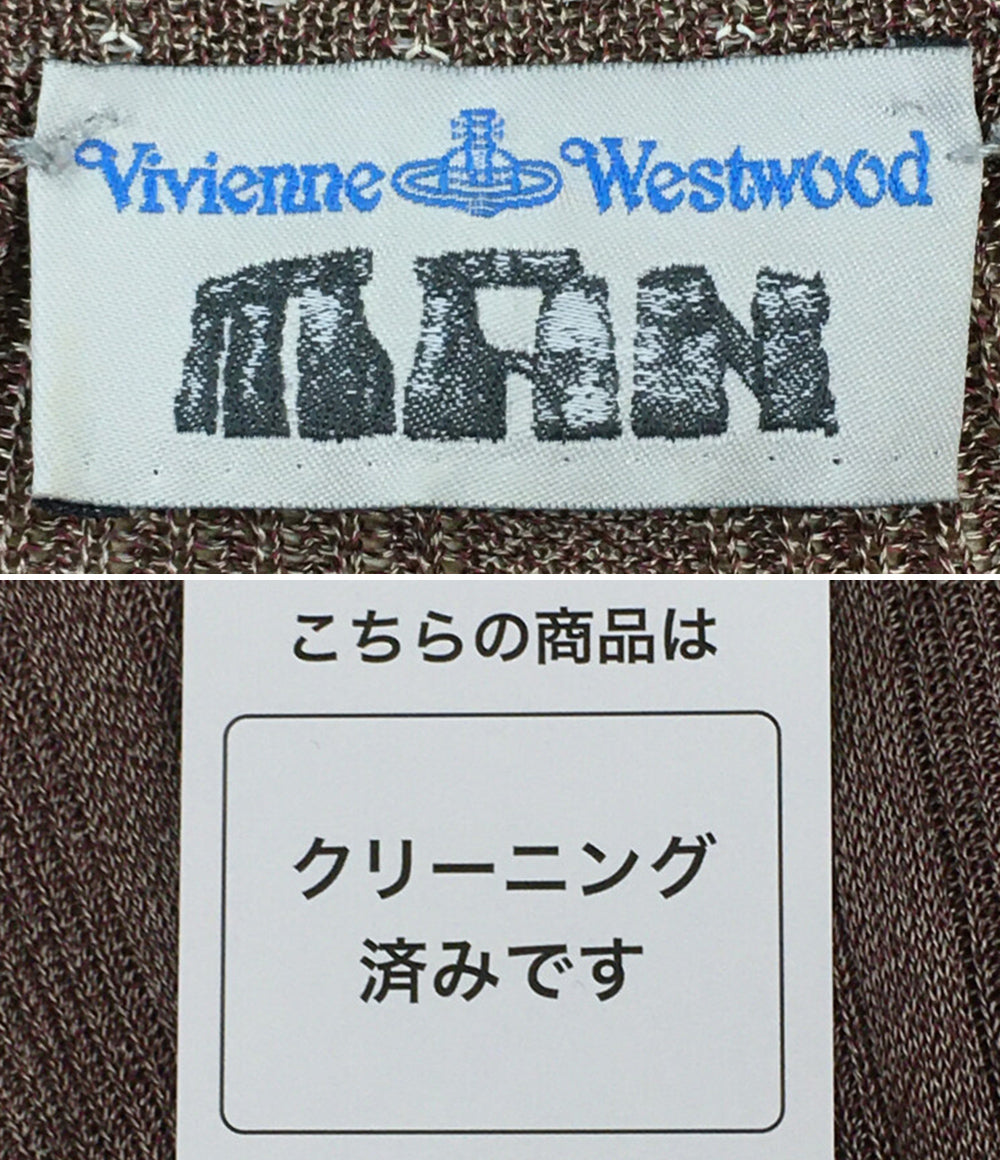 Vivienne Westwood
MAN
こちらの商品は
クリーニング
済みです